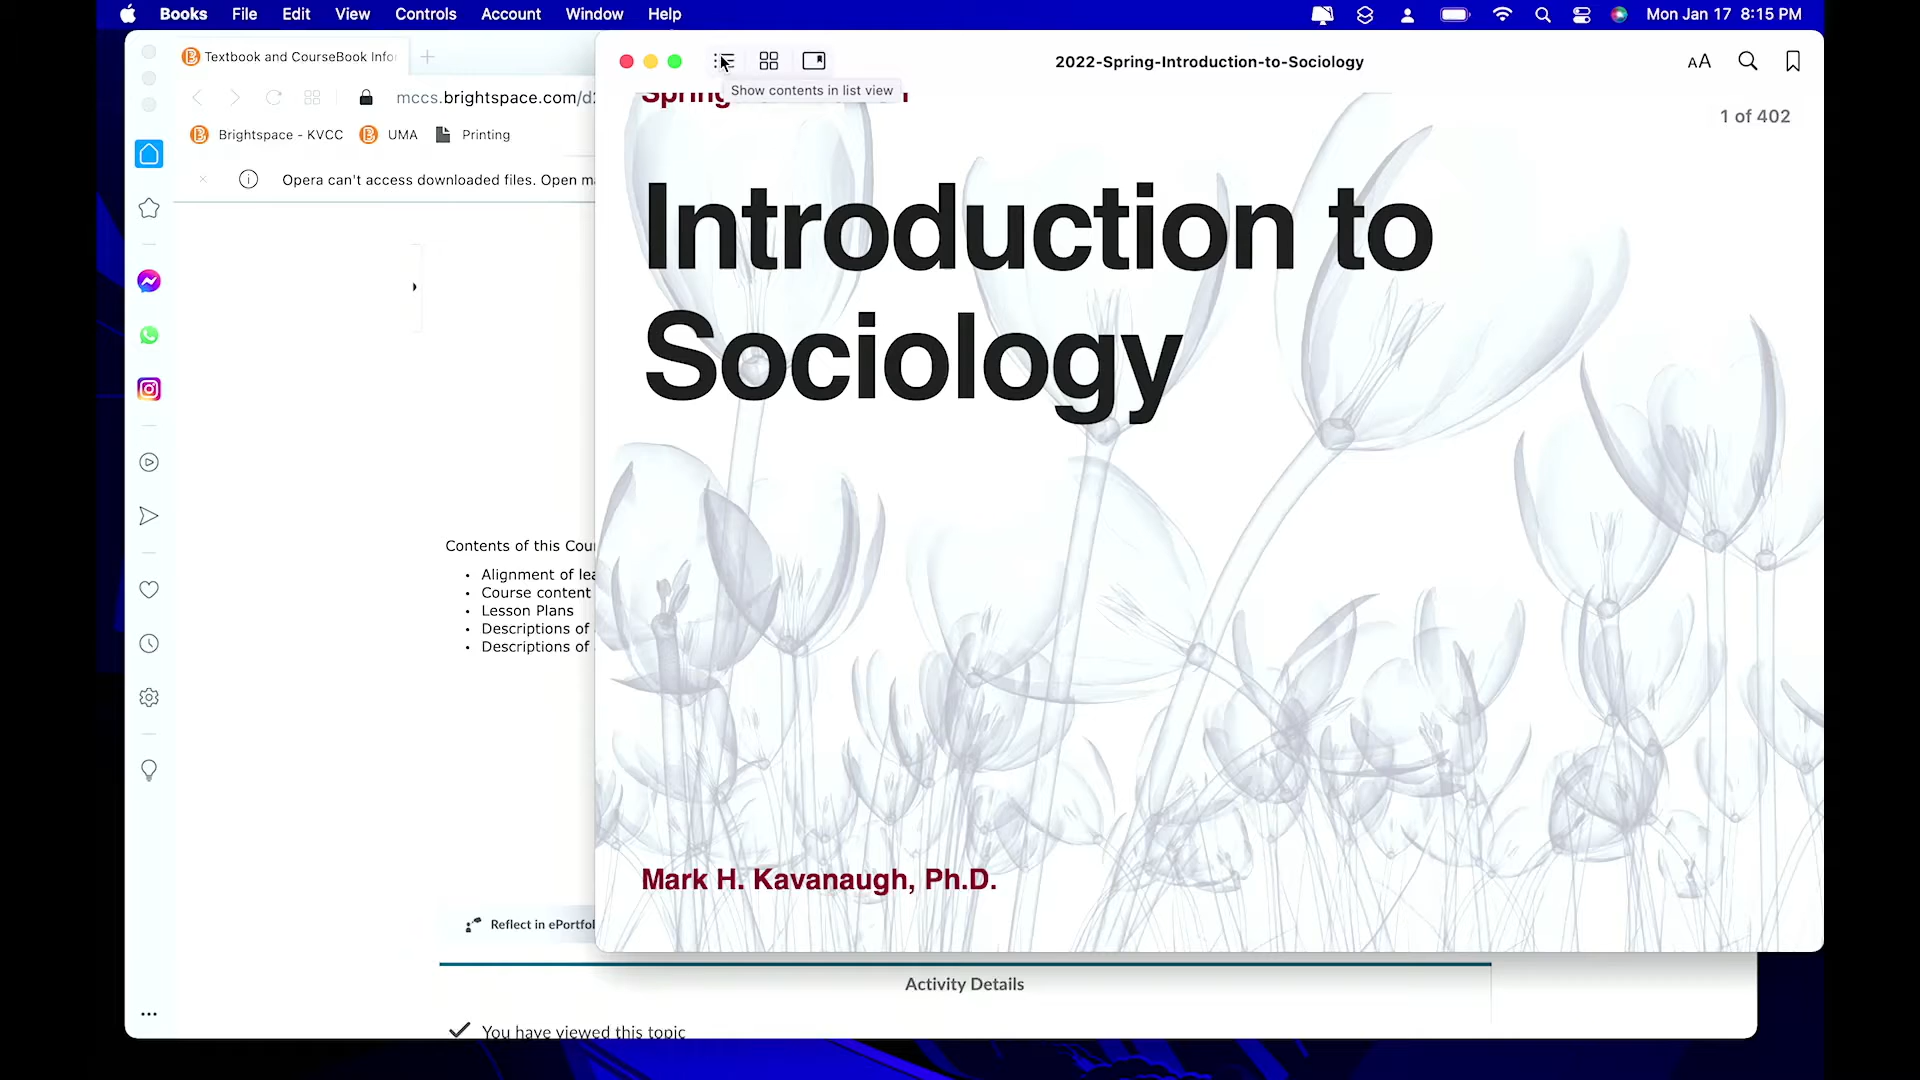 Books File Edit View Controls Account Window Help Mon Jan 17 8:15 PM
Textbook and CourseBook Info
mccs.brightspace.com/d2
Brightspace - KVCC UMA Printing
Opera can't access downloaded files. Open ma
Contents of this Cou
• Alignment of lea
• Course content
• Lesson Plans
• Descriptions of
• Descriptions of
Reflect in ePortfol
Activity Details
You have viewed this topic
2022-Spring-Introduction-to-Sociology
AA
Show contents in list view
Spring
1 of 402
Introduction to
Sociology
Mark H. Kavanaugh, Ph.D.